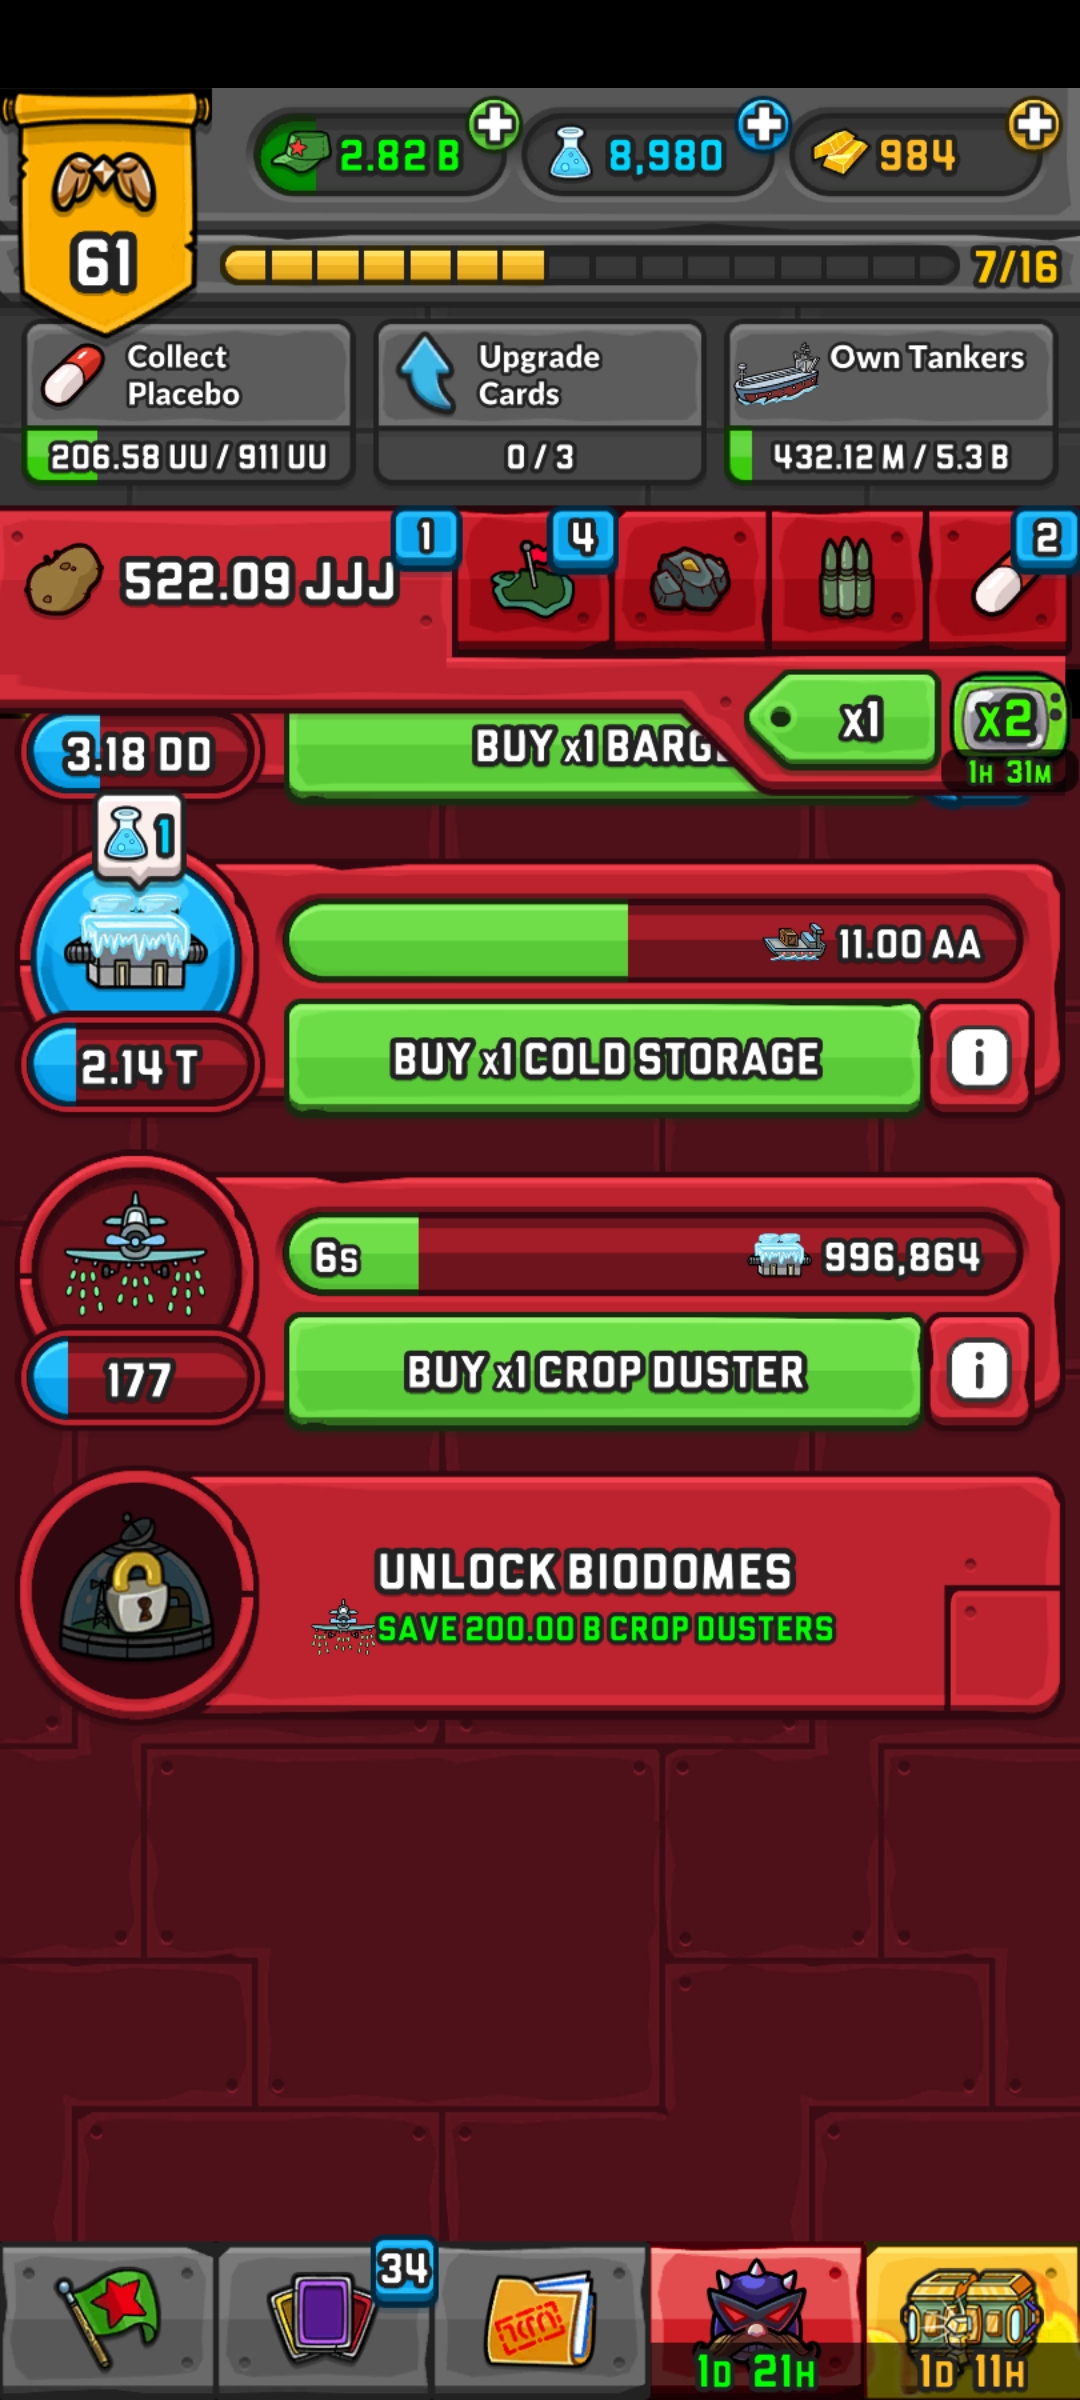 2.82 B
8,980
984
61
7/16
Collect
Placebo
206.58 UU / 911 UU
Upgrade
Cards
0 / 3
Own Tankers
432.12 M / 5.3 B
522.09 JJJ
1
4
2
x1
x2
1H 31M
3.18 DD
BUY x1 BARG
1
11.00 AA
2.14 T
BUY x1 COLD STORAGE
i
6s
996,864
177
BUY x1 CROP DUSTER
i
UNLOCK BIODOMES
SAVE 200.00 B CROP DUSTERS
34
1D 21H
1D 11H